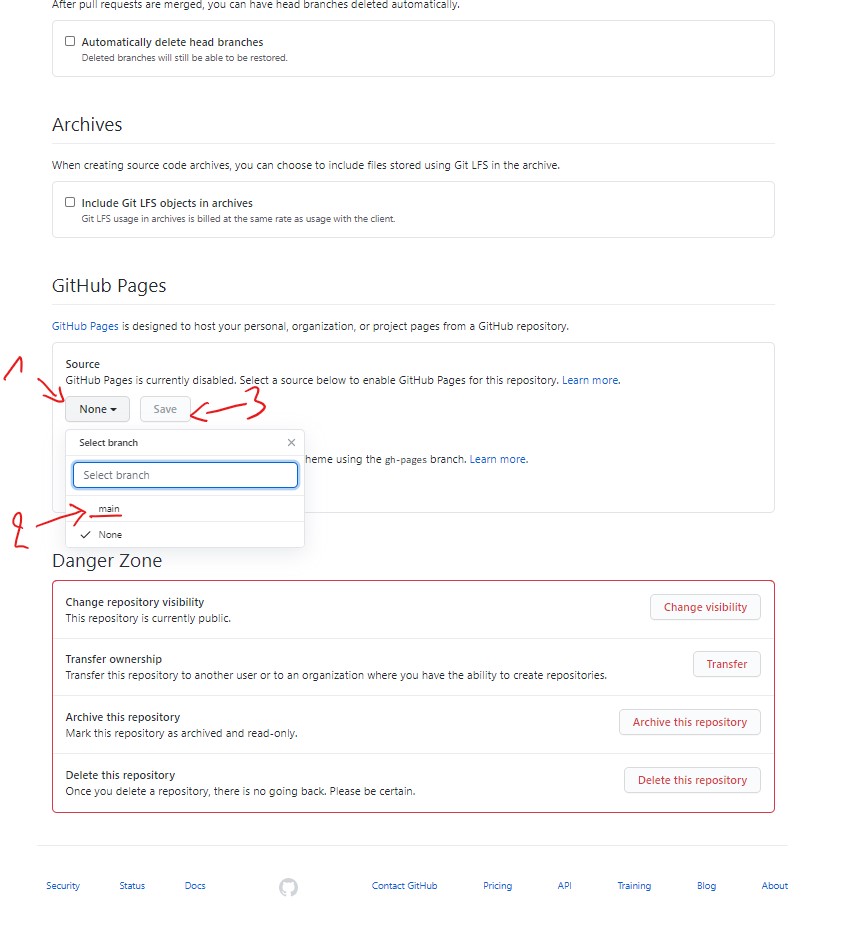 After pull requests are merged, you can have head branches deleted automatically.
Automatically delete head branches
Deleted branches will still be able to be restored.
Archives
When creating source code archives, you can choose to include files stored using Git LFS in the archive.
Include Git LFS objects in archives
Git LFS usage in archives is billed at the same rate as usage with the client.
GitHub Pages
GitHub Pages is designed to host your personal, organization, or project pages from a GitHub repository.
Source
GitHub Pages is currently disabled. Select a source below to enable GitHub Pages for this repository. Learn more.
1
None Save 3
Select branch
heme using the gh-pages branch. Learn more.
Select branch
2 main
None
Danger Zone
Change repository visibility
This repository is currently public.
Change visibility
Transfer ownership
Transfer this repository to another user or to an organization where you have the ability to create repositories.
Transfer
Archive this repository
Mark this repository as archived and read-only.
Archive this repository
Delete this repository
Once you delete a repository, there is no going back. Please be certain.
Delete this repository
Security Status Docs Contact GitHub Pricing API Training Blog About